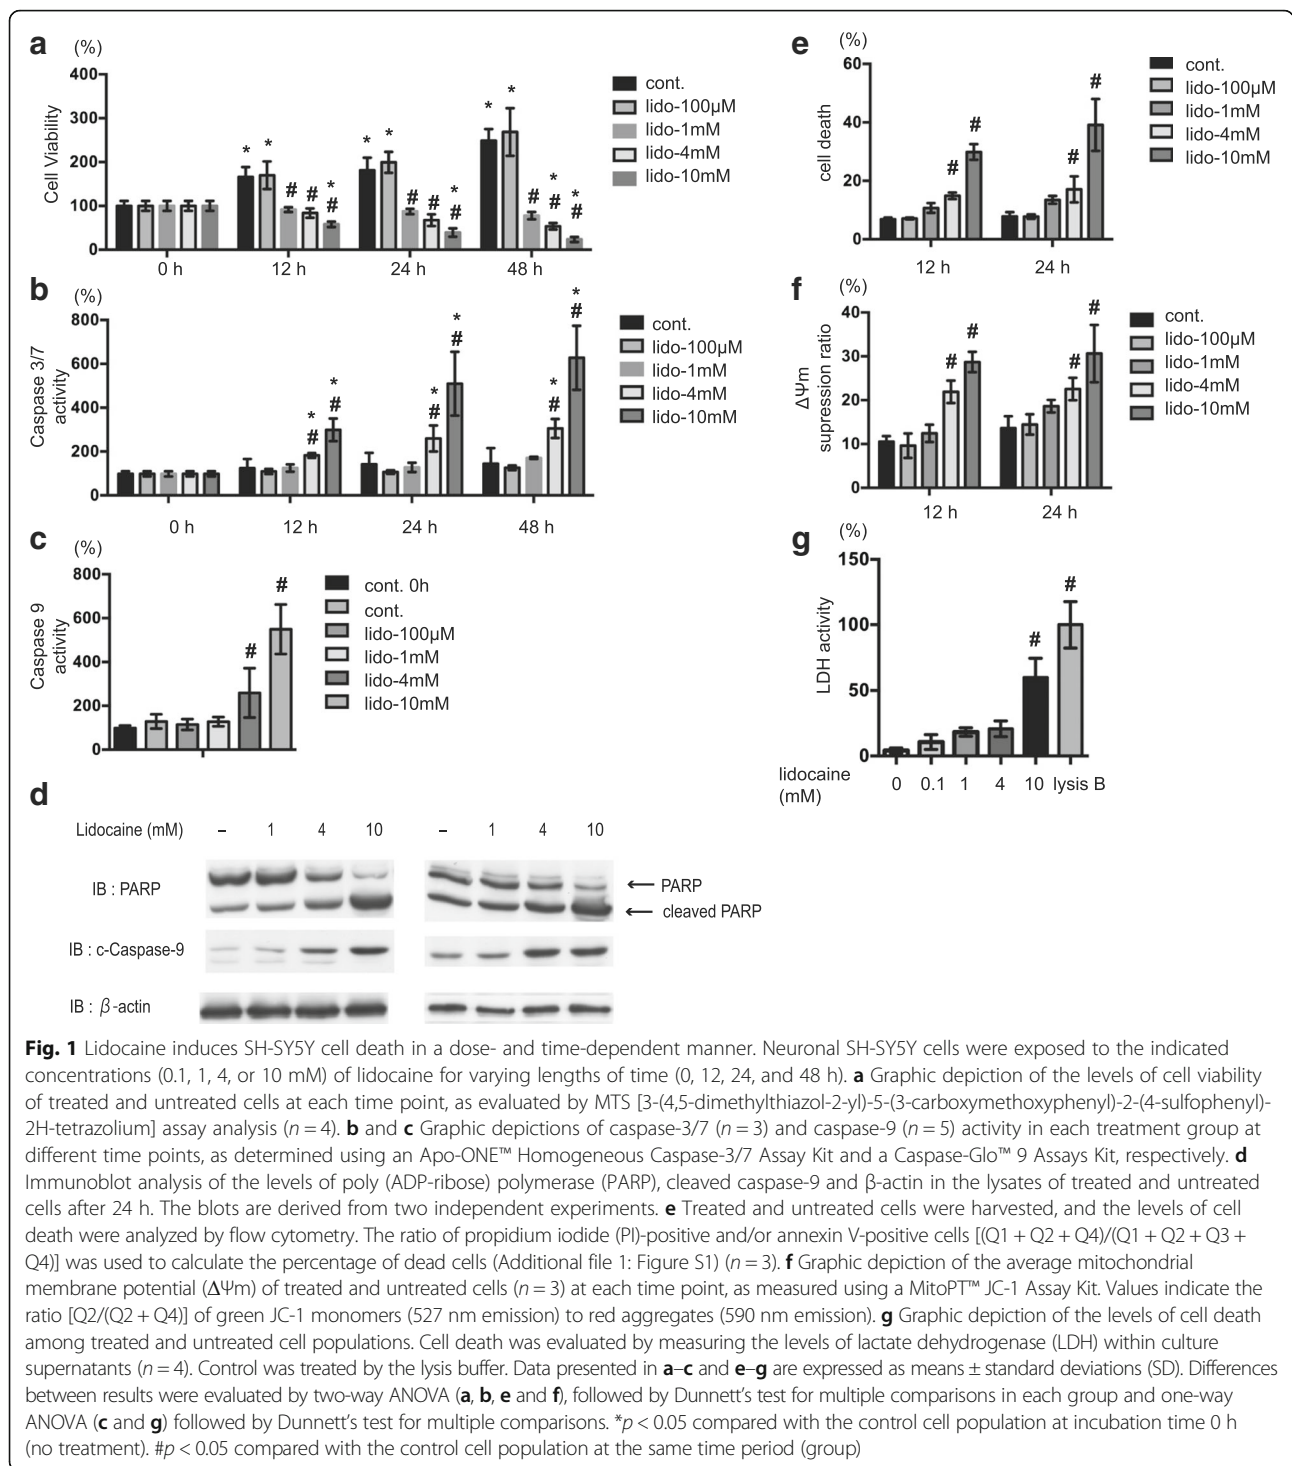 a (%)
Cell Viability
400
300
200
100
0
* * # # * #
* * # # * #
* * # * # * #
0 h 12 h 24 h 48 h
cont.
lido-100µM
lido-1mM
lido-4mM
lido-10mM
b (%)
Caspase 3/7
activity
800
600
400
200
0
* # * #
* # * #
* # * #
0 h 12 h 24 h 48 h
cont.
lido-100µM
lido-1mM
lido-4mM
lido-10mM
c (%)
Caspase 9
activity
800
600
400
200
0
# #
cont. 0h
cont.
lido-100µM
lido-1mM
lido-4mM
lido-10mM
d
Lidocaine (mM) – 1 4 10 – 1 4 10
IB : PARP
← PARP
← cleaved PARP
IB : c-Caspase-9
IB : β-actin
e (%)
cell death
60
40
20
0
# # # #
12 h 24 h
cont.
lido-100µM
lido-1mM
lido-4mM
lido-10mM
f (%)
ΔΨm
supression ratio
40
30
20
10
0
# # # #
12 h 24 h
cont.
lido-100µM
lido-1mM
lido-4mM
lido-10mM
g (%)
LDH activity
150
100
50
0
# #
lidocaine
(mM)
0 0.1 1 4 10 lysis B
Fig. 1 Lidocaine induces SH-SY5Y cell death in a dose- and time-dependent manner. Neuronal SH-SY5Y cells were exposed to the indicated
concentrations (0.1, 1, 4, or 10 mM) of lidocaine for varying lengths of time (0, 12, 24, and 48 h). a Graphic depiction of the levels of cell viability
of treated and untreated cells at each time point, as evaluated by MTS [3-(4,5-dimethylthiazol-2-yl)-5-(3-carboxymethoxyphenyl)-2-(4-sulfophenyl)-
2H-tetrazolium] assay analysis (n = 4). b and c Graphic depictions of caspase-3/7 (n = 3) and caspase-9 (n = 5) activity in each treatment group at
different time points, as determined using an Apo-ONE™ Homogeneous Caspase-3/7 Assay Kit and a Caspase-Glo™ 9 Assays Kit, respectively. d
Immunoblot analysis of the levels of poly (ADP-ribose) polymerase (PARP), cleaved caspase-9 and β-actin in the lysates of treated and untreated
cells after 24 h. The blots are derived from two independent experiments. e Treated and untreated cells were harvested, and the levels of cell
death were analyzed by flow cytometry. The ratio of propidium iodide (PI)-positive and/or annexin V-positive cells [(Q1 + Q2 + Q4)/(Q1 + Q2 + Q3 +
Q4)] was used to calculate the percentage of dead cells (Additional file 1: Figure S1) (n = 3). f Graphic depiction of the average mitochondrial
membrane potential (ΔΨm) of treated and untreated cells (n = 3) at each time point, as measured using a MitoPT™ JC-1 Assay Kit. Values indicate the
ratio [Q2/(Q2 + Q4)] of green JC-1 monomers (527 nm emission) to red aggregates (590 nm emission). g Graphic depiction of the levels of cell death
among treated and untreated cell populations. Cell death was evaluated by measuring the levels of lactate dehydrogenase (LDH) within culture
supernatants (n = 4). Control was treated by the lysis buffer. Data presented in a–c and e–g are expressed as means ± standard deviations (SD). Differences
between results were evaluated by two-way ANOVA (a, b, e and f), followed by Dunnett's test for multiple comparisons in each group and one-way
ANOVA (c and g) followed by Dunnett's test for multiple comparisons. *p < 0.05 compared with the control cell population at incubation time 0 h
(no treatment). #p < 0.05 compared with the control cell population at the same time period (group)